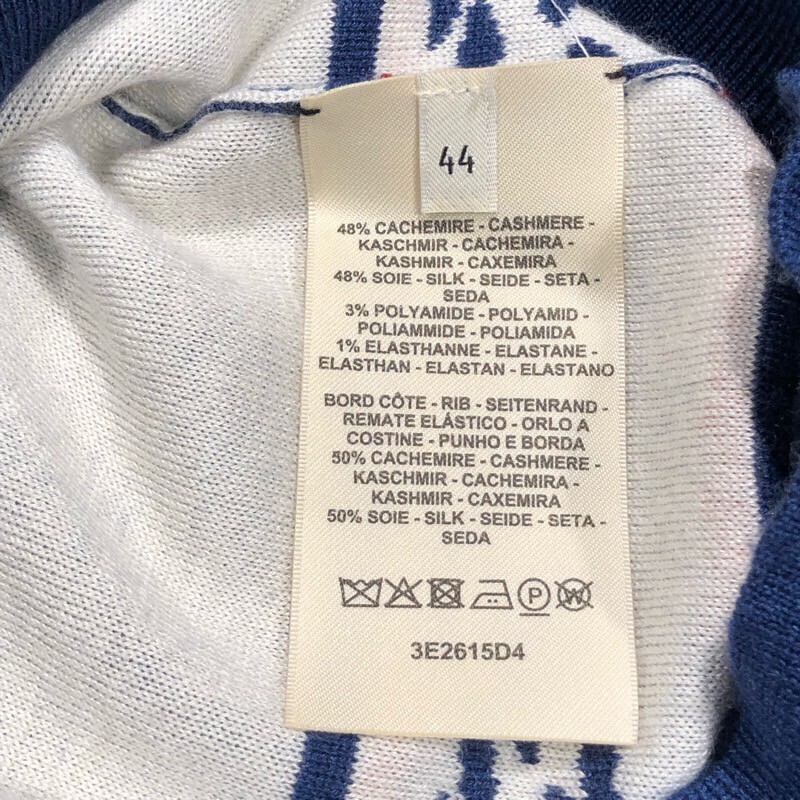 44
48% CACHEMIRE - CASHMERE -
KASCHMIR - CACHEMIRA -
KASHMIR - CAXEMIRA
48% SOIE - SILK - SEIDE - SETA -
SEDA
3% POLYAMIDE - POLYAMID -
POLIAMMIDE - POLIAMIDA
1% ELASTHANNE - ELASTANE -
ELASTHAN - ELASTAN - ELASTANO
BORD CÔTE - RIB - SEITENRAND -
REMATE ELÁSTICO - ORLO A
COSTINE - PUNHO E BORDA
50% CACHEMIRE - CASHMERE -
KASCHMIR - CACHEMIRA -
KASHMIR - CAXEMIRA
50% SOIE - SILK - SEIDE - SETA -
SEDA
P W
3E2615D4